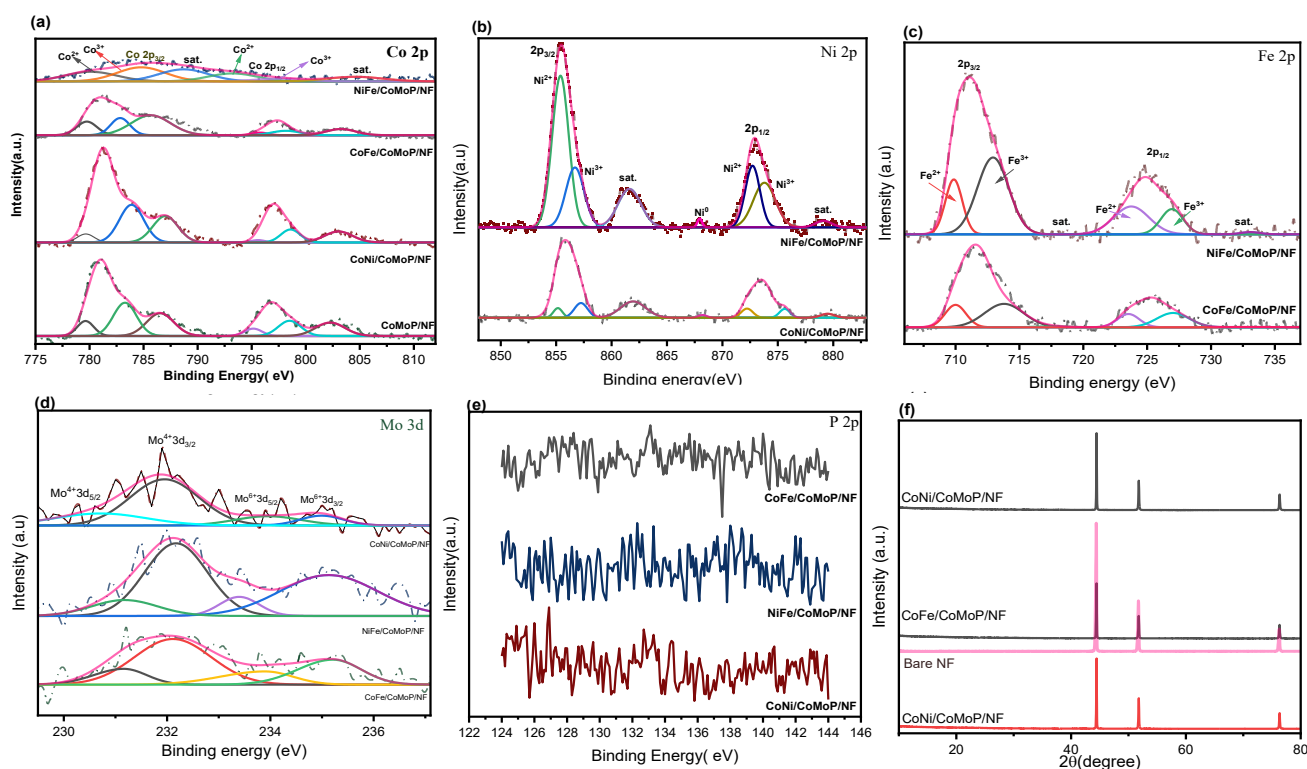 (a)
Co 2p
Co²⁺
Co³⁺
Co 2p₃/₂
sat.
Co²⁺
Co 2p₁/₂
Co³⁺
sat.
NiFe/CoMoP/NF
CoFe/CoMoP/NF
CoNi/CoMoP/NF
CoMoP/NF
Intensity(a.u.)
775 780 785 790 795 800 805 810
Binding Energy( eV)
(b)
Ni 2p
2p₃/₂
Ni²⁺
Ni³⁺
sat.
Ni⁰
2p₁/₂
Ni²⁺
Ni³⁺
sat.
NiFe/CoMoP/NF
CoNi/CoMoP/NF
Intensity(a.u)
850 855 860 865 870 875 880
Binding energy(eV)
(c)
Fe 2p
2p₃/₂
Fe²⁺
Fe³⁺
sat.
2p₁/₂
Fe²⁺
Fe³⁺
sat.
NiFe/CoMoP/NF
CoFe/CoMoP/NF
Intensity (a.u)
710 715 720 725 730 735
Binding energy (eV)
(d)
Mo 3d
Mo⁴⁺3d₅/₂
Mo⁴⁺3d₃/₂
Mo⁶⁺3d₅/₂
Mo⁶⁺3d₃/₂
CoNi/CoMoP/NF
NiFe/CoMoP/NF
CoFe/CoMoP/NF
Intensity (a.u)
230 232 234 236
Binding energy (eV)
(e)
P 2p
CoFe/CoMoP/NF
NiFe/CoMoP/NF
CoNi/CoMoP/NF
Intensity(a.u.)
122 124 126 128 130 132 134 136 138 140 142 144 146
Binding Energy( eV)
(f)
CoNi/CoMoP/NF
CoFe/CoMoP/NF
Bare NF
CoNi/CoMoP/NF
Intensity (a.u.)
20 40 60 80
2θ(degree)